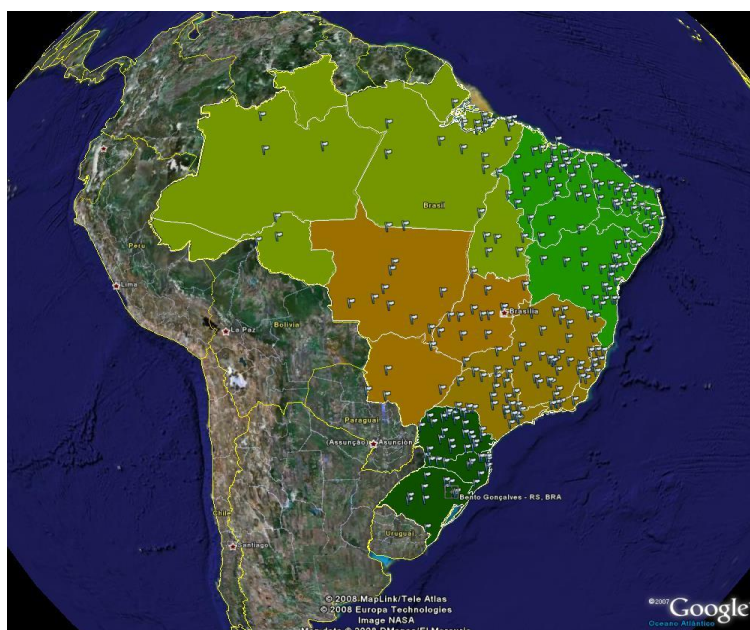 Brasil
Peru
Lima
Brasília
La Paz
Bolivia
Paraguai
(Assunção) Asunción
Bento Gonçalves - RS, BRA
Chile
Uruguai
Santiago
© 2008 MapLink/Tele Atlas
© 2008 Europa Technologies
Image NASA
©2007 Google
Oceano Atlântico